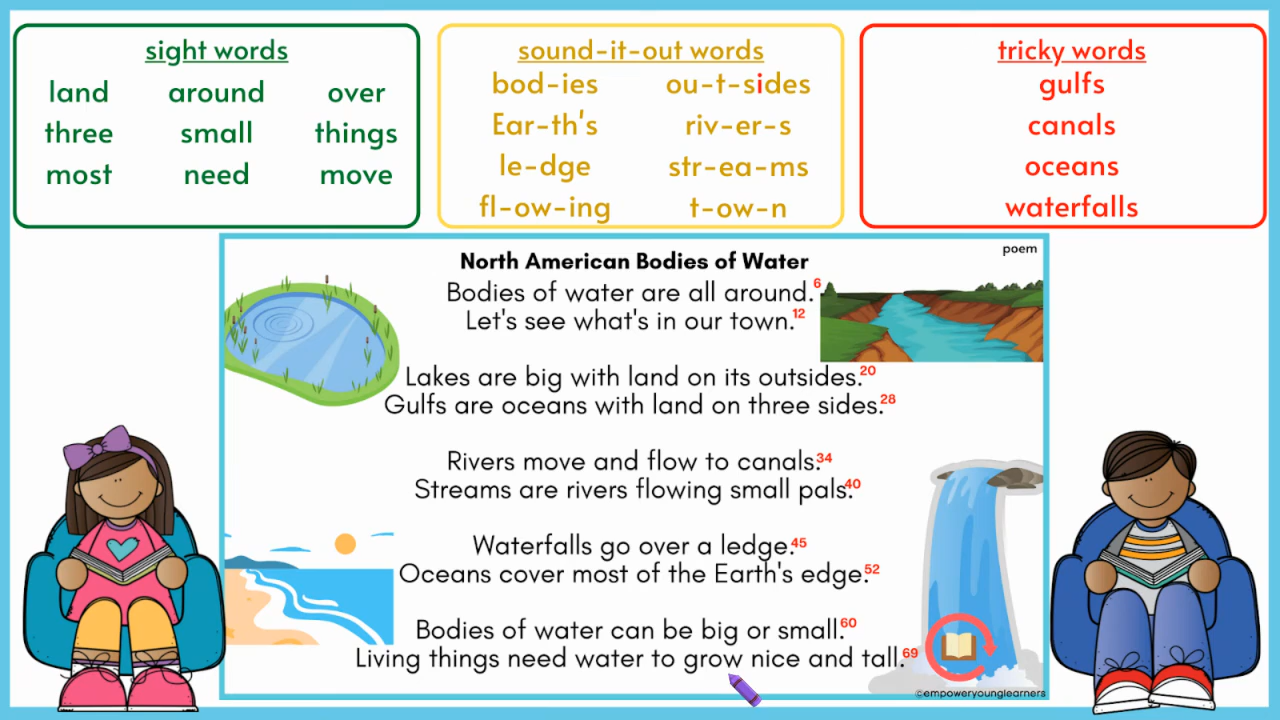 sight words
land around over
three small things
most need move
sound-it-out words
bod-ies ou-t-sides
Ear-th's riv-er-s
le-dge str-ea-ms
fl-ow-ing t-ow-n
tricky words
gulfs
canals
oceans
waterfalls
poem
North American Bodies of Water
Bodies of water are all around. 6
Let's see what's in our town. 12
Lakes are big with land on its outsides. 20
Gulfs are oceans with land on three sides. 28
Rivers move and flow to canals. 34
Streams are rivers flowing small pals. 40
Waterfalls go over a ledge. 45
Oceans cover most of the Earth's edge. 52
Bodies of water can be big or small. 60
Living things need water to grow nice and tall. 69
©empoweryounglearners